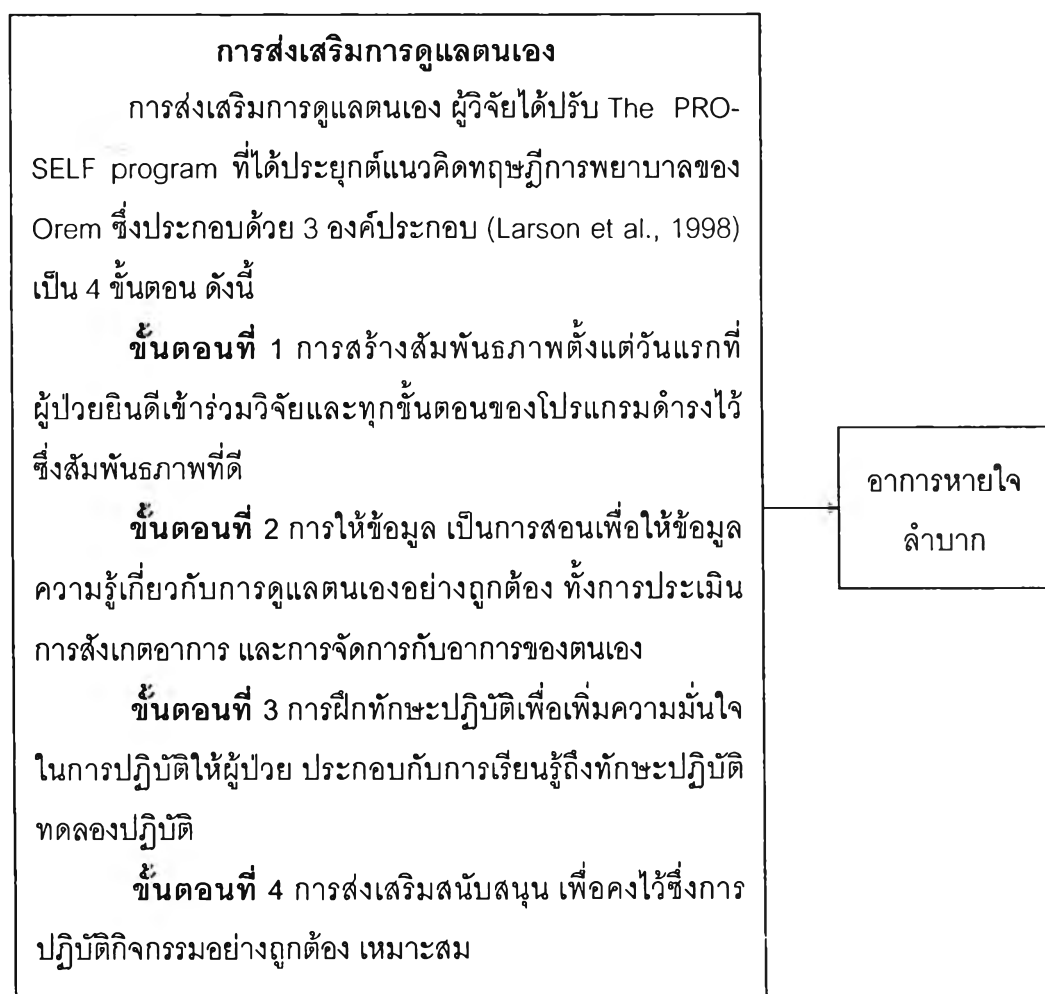 การส่งเสริมการดูแลตนเอง
การส่งเสริมการดูแลตนเอง ผู้วิจัยได้ปรับ The PRO-
SELF program ที่ได้ประยุกต์แนวคิดทฤษฎีการพยาบาลของ
Orem ซึ่งประกอบด้วย 3 องค์ประกอบ (Larson et al., 1998)
เป็น 4 ขั้นตอน ดังนี้
ขั้นตอนที่ 1 การสร้างสัมพันธภาพตั้งแต่วันแรกที่
ผู้ป่วยยินดีเข้าร่วมวิจัยและทุกขั้นตอนของโปรแกรมดำรงไว้
ซึ่งสัมพันธภาพที่ดี
ขั้นตอนที่ 2 การให้ข้อมูล เป็นการสอนเพื่อให้ข้อมูล
ความรู้เกี่ยวกับการดูแลตนเองอย่างถูกต้อง ทั้งการประเมิน
การสังเกตอาการ และการจัดการกับอาการของตนเอง
ขั้นตอนที่ 3 การฝึกทักษะปฏิบัติเพื่อเพิ่มความมั่นใจ
ในการปฏิบัติให้ผู้ป่วย ประกอบกับการเรียนรู้ถึงทักษะปฏิบัติ
ทดลองปฏิบัติ
ขั้นตอนที่ 4 การส่งเสริมสนับสนุน เพื่อคงไว้ซึ่งการ
ปฏิบัติกิจกรรมอย่างถูกต้อง เหมาะสม
อาการหายใจ
ลำบาก